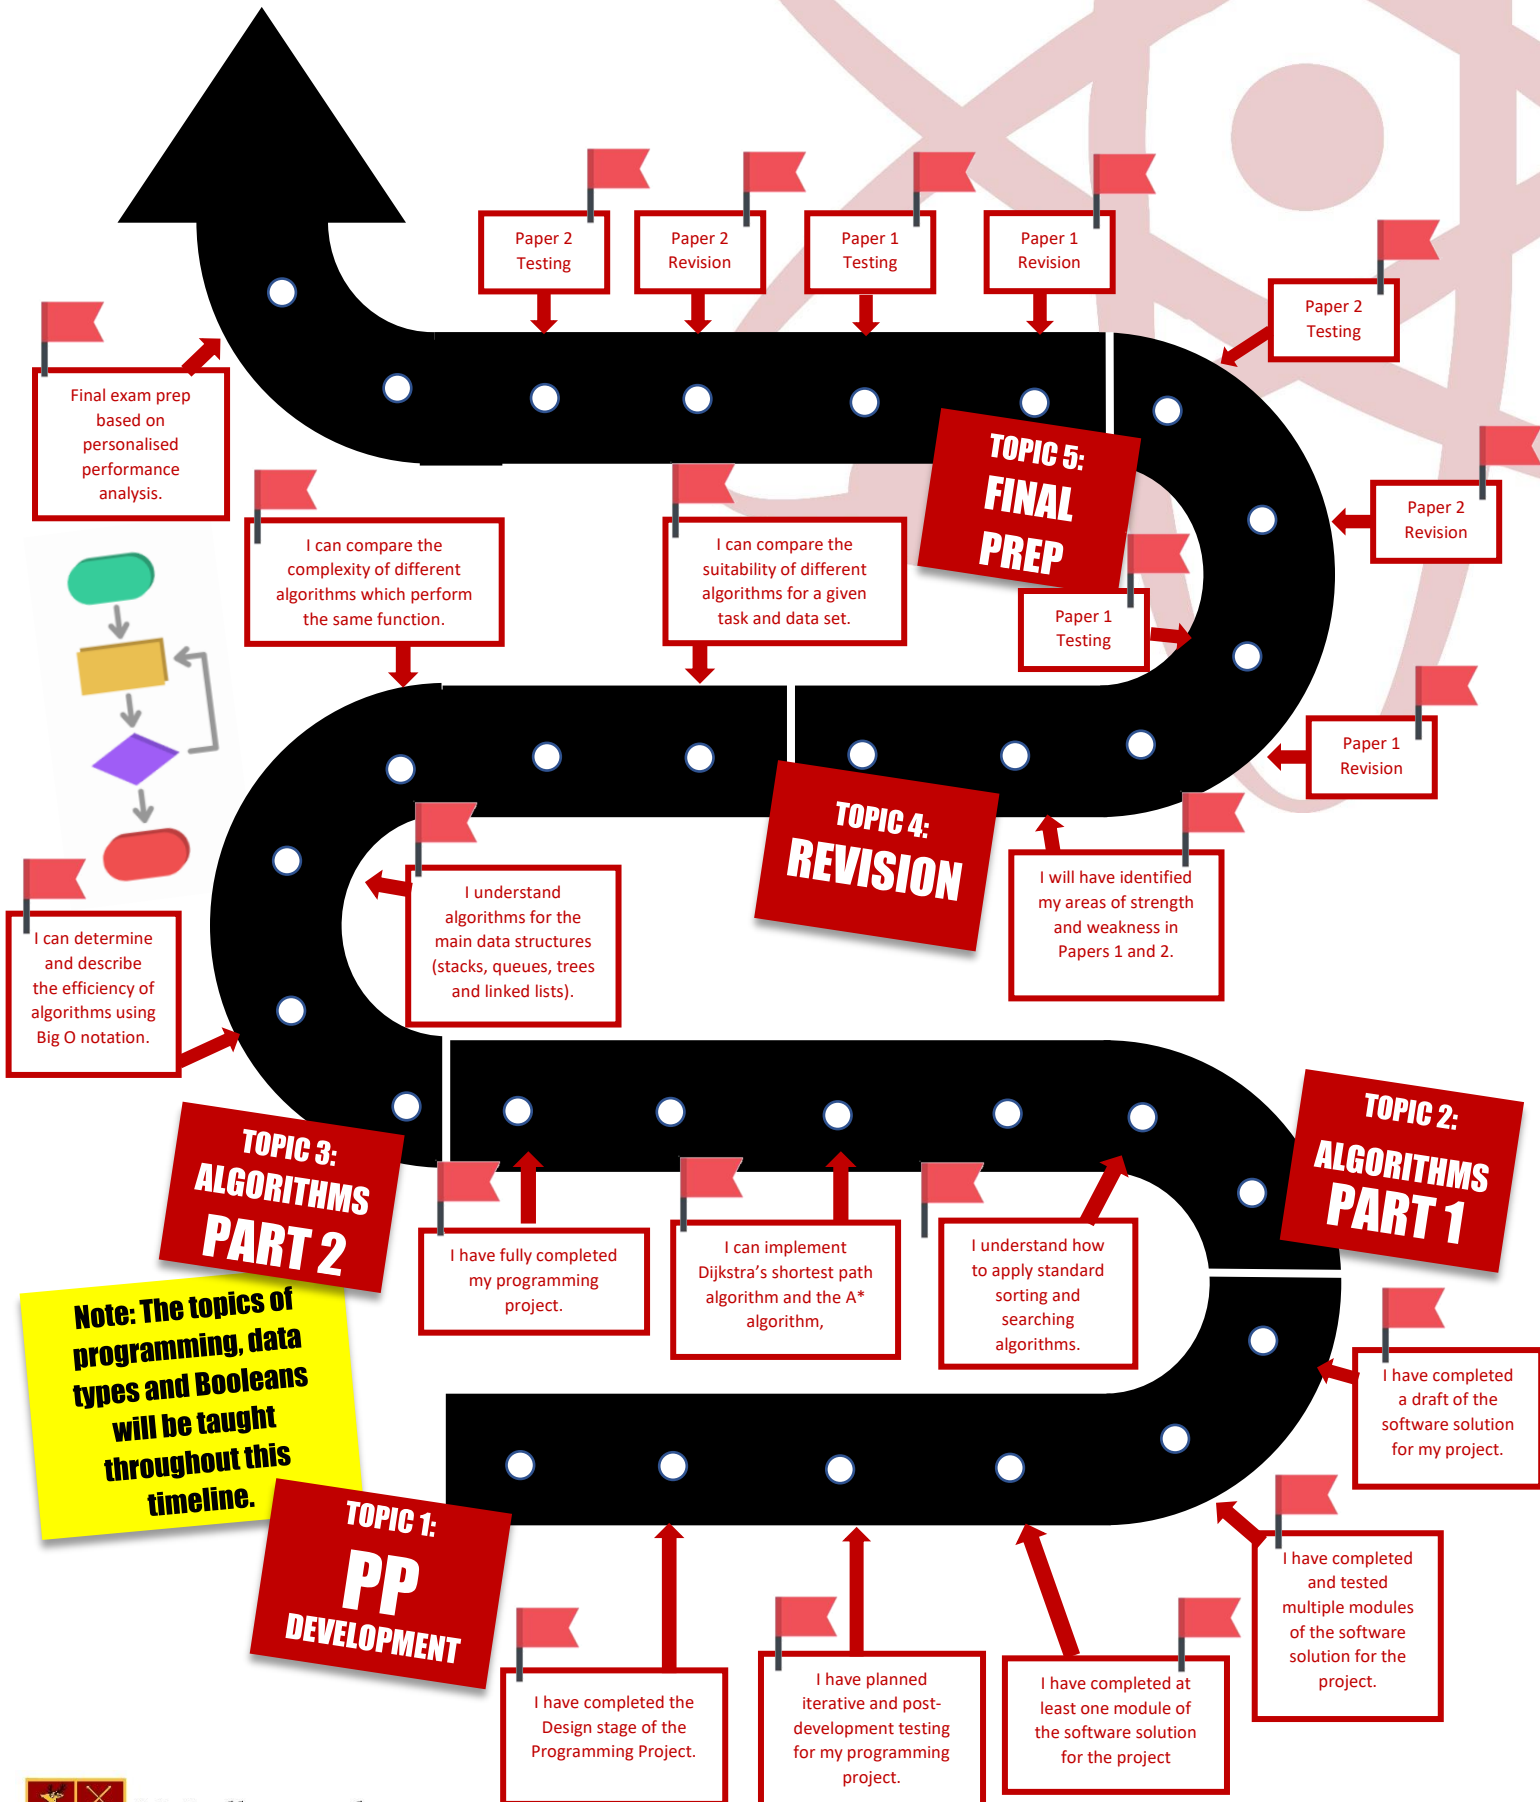 Paper 2
Testing
Paper 2
Revision
Paper 1
Testing
Paper 1
Revision
Paper 2
Testing
Final exam prep
based on
personalised
performance
analysis.
TOPIC 5:
FINAL
PREP
Paper 2
Revision
I can compare the
complexity of different
algorithms which perform
the same function.
I can compare the
suitability of different
algorithms for a given
task and data set.
Paper 1
Testing
Paper 1
Revision
TOPIC 4:
REVISION
I will have identified
my areas of strength
and weakness in
Papers 1 and 2.
I understand
algorithms for the
main data structures
(stacks, queues, trees
and linked lists).
I can determine
and describe
the efficiency of
algorithms using
Big O notation.
TOPIC 3:
ALGORITHMS
PART 2
TOPIC 2:
ALGORITHMS
PART 1
I have fully completed
my programming
project.
I can implement
Dijkstra’s shortest path
algorithm and the A*
algorithm,
I understand how
to apply standard
sorting and
searching
algorithms.
Note: The topics of
programming, data
types and Booleans
will be taught
throughout this
timeline.
I have completed
a draft of the
software solution
for my project.
TOPIC 1:
PP
DEVELOPMENT
I have completed
and tested
multiple modules
of the software
solution for the
project.
I have completed the
Design stage of the
Programming Project.
I have planned
iterative and post-
development testing
for my programming
project.
I have completed at
least one module of
the software solution
for the project